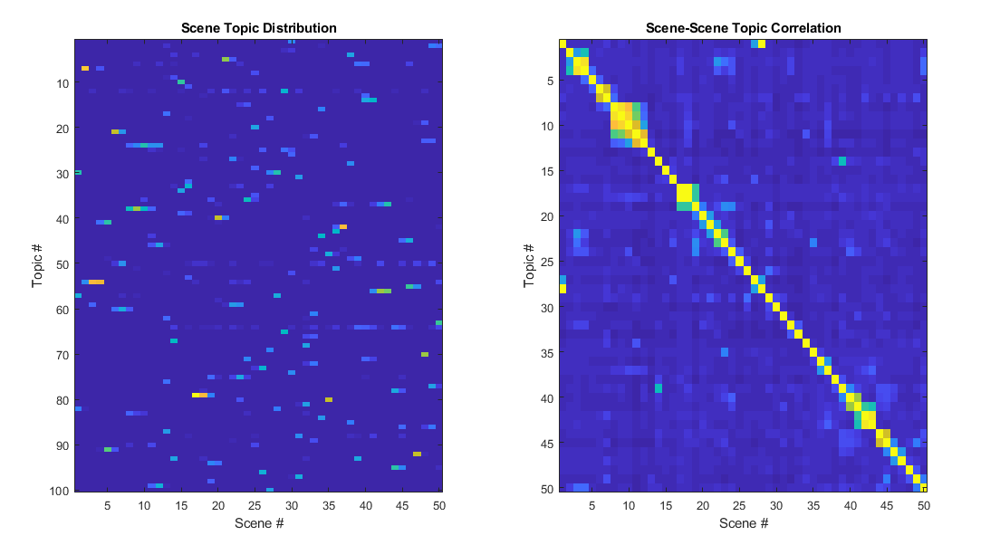 Scene Topic Distribution
Topic #
10
20
30
40
50
60
70
80
90
100
5 10 15 20 25 30 35 40 45 50
Scene #
Scene-Scene Topic Correlation
Topic #
5
10
15
20
25
30
35
40
45
50
5 10 15 20 25 30 35 40 45 50
Scene #